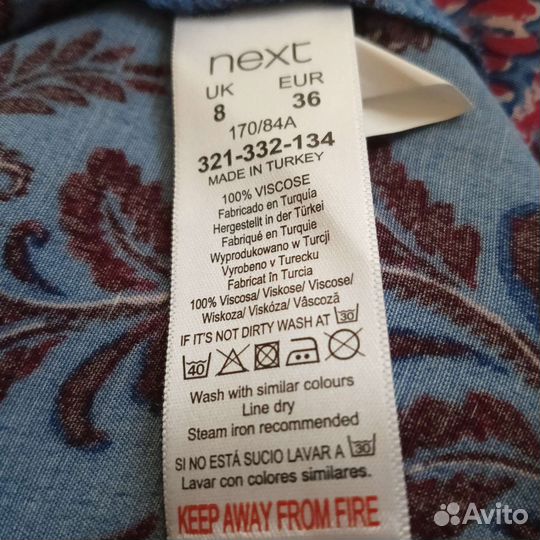 next
UK EUR
8 36
170/84A
321-332-134
MADE IN TURKEY
100% VISCOSE
Fabricado en Turquía
Hergestellt in der Türkei
Fabriqué en Turquie
Wyprodukowano w Turcji
Vyrobeno v Turecku
Fabricat în Turcia
100% Viscosa/ Viskose/ Viscose/
Wiskoza/ Viskóza/ Vâscoză
IF IT'S NOT DIRTY WASH AT 30
40
Wash with similar colours
Line dry
Steam iron recommended
SI NO ESTÁ SUCIO LAVAR A 30
Lavar con colores similares.
KEEP AWAY FROM FIRE
Avito